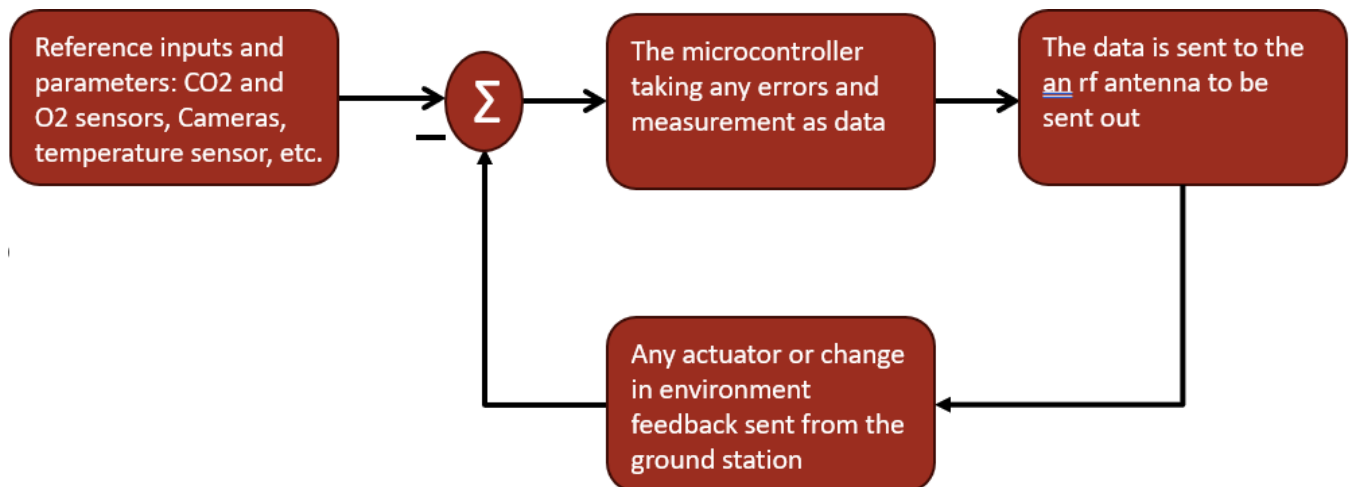 Reference inputs and
parameters: CO2 and
O2 sensors, Cameras,
temperature sensor, etc.
–
Σ
The microcontroller
taking any errors and
measurement as data
The data is sent to the
an rf antenna to be
sent out
Any actuator or change
in environment
feedback sent from the
ground station